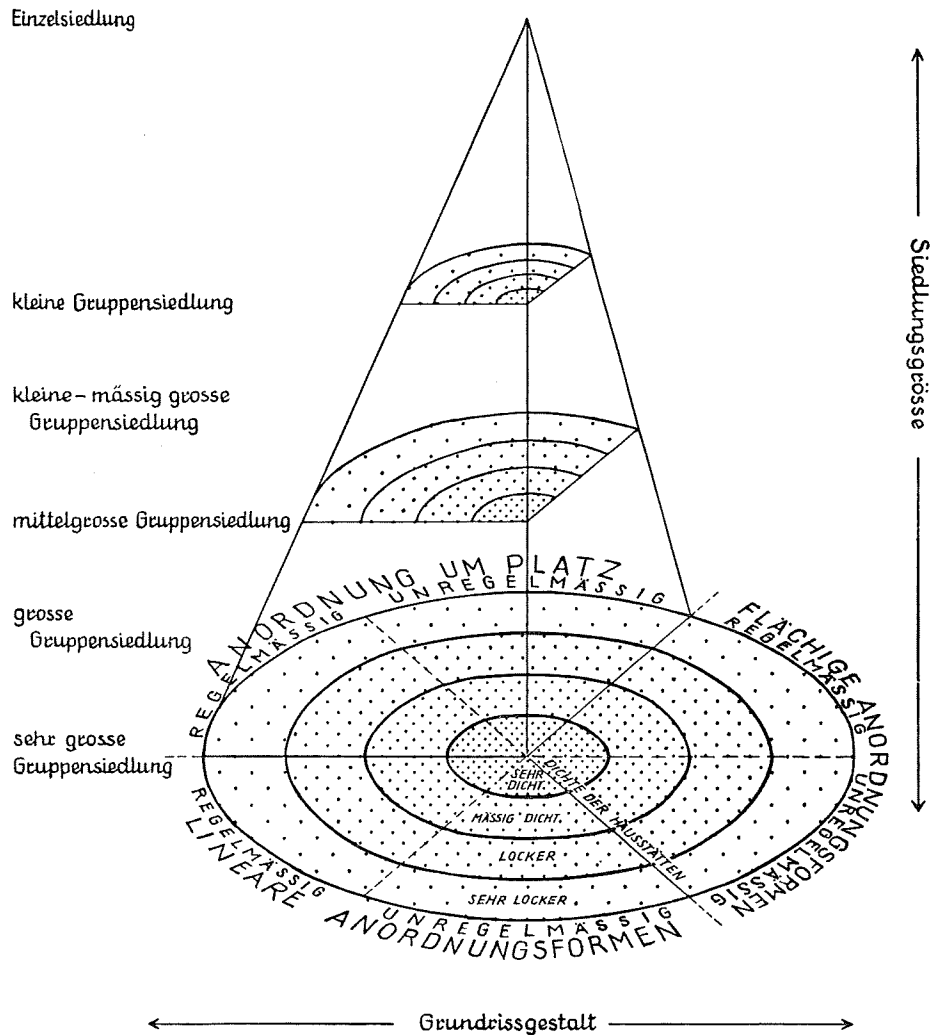 Einzelsiedlung
kleine Gruppensiedlung
kleine – mässig grosse
Gruppensiedlung
mittelgrosse Gruppensiedlung
grosse
Gruppensiedlung
sehr grosse
Gruppensiedlung
Siedlungsgrösse
ANORDNUNG UM PLATZ
REGELMÄSSIG
UNREGELMÄSSIG
FLÄCHIGE ANORDNUNGSFORMEN
REGELMÄSSIG
UNREGELMÄSSIG
DICHTE DER HAUSSTÄTTEN
SEHR
DICHT.
MÄSSIG DICHT.
LOCKER
SEHR LOCKER
REGELMÄSSIG
UNREGELMÄSSIG
LINEARE ANORDNUNGSFORMEN
Grundrissgestalt